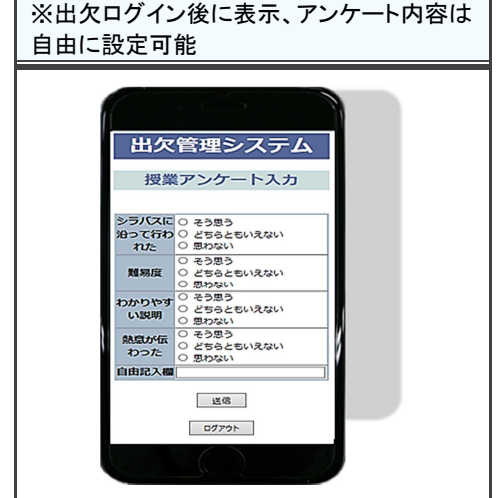 ※出欠ログイン後に表示、アンケート内容は
自由に設定可能
出欠管理システム
授業アンケート入力
シラバスに
沿って行わ
れた
○ そう思う
○ どちらともいえない
○ 思わない
難易度
○ そう思う
○ どちらともいえない
○ 思わない
わかりやす
い説明
○ そう思う
○ どちらともいえない
○ 思わない
熱意が伝
わった
○ そう思う
○ どちらともいえない
○ 思わない
自由記入欄
送信
ログアウト